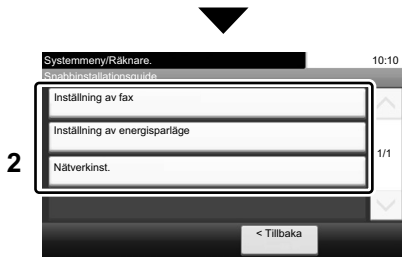 Systemmeny/Räknare. 10:10
Snabbinstallationsguide
Inställning av fax
Inställning av energisparläge
1/1
2
Nätverkinst.
< Tillbaka